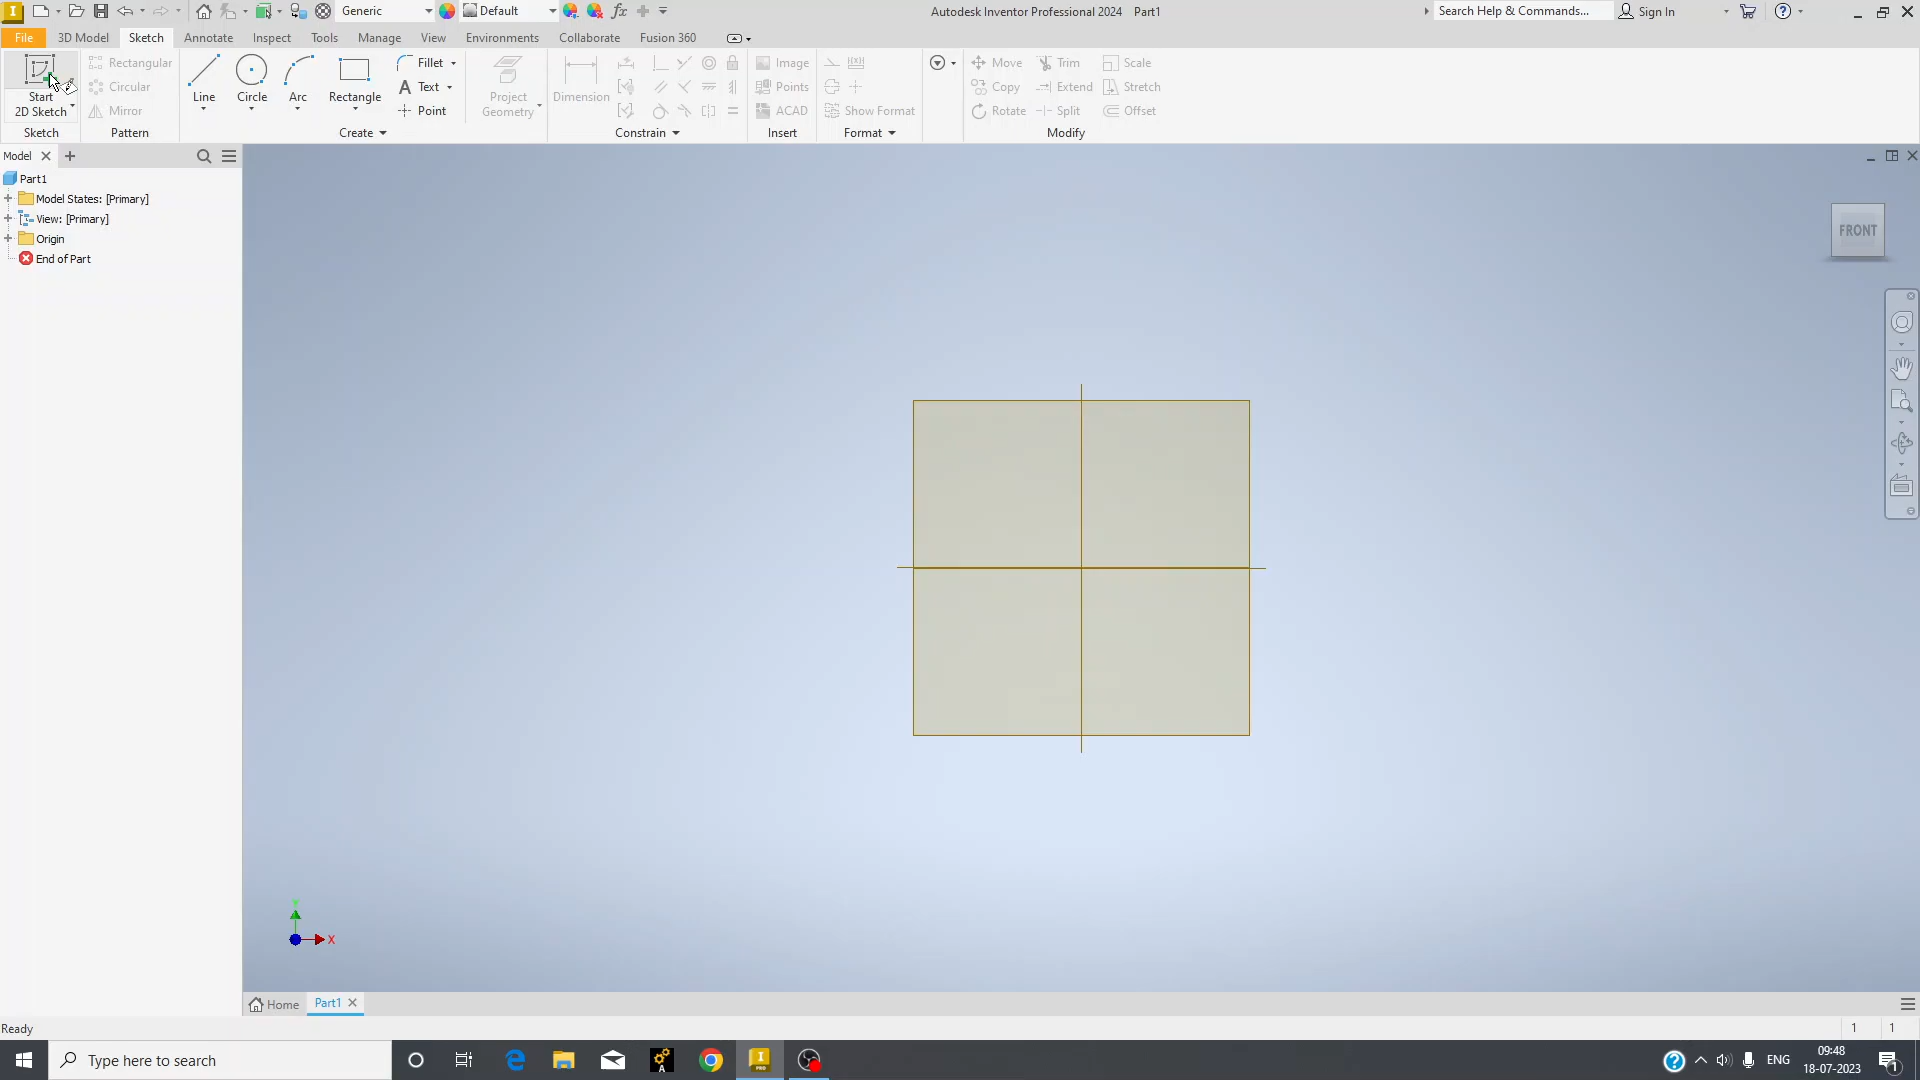 Generic
Default
Autodesk Inventor Professional 2024 Part1
Search Help & Commands...
Sign In
File
3D Model
Sketch
Annotate
Inspect
Tools
Manage
View
Environments
Collaborate
Fusion 360
Start
2D Sketch
Sketch
Rectangular
Circular
Mirror
Pattern
Line
Circle
Arc
Rectangle
Fillet
Text
Point
Create
Project
Geometry
Dimension
Constrain
Image
Points
ACAD
Insert
Show Format
Format
Move
Copy
Rotate
Trim
Extend
Split
Scale
Stretch
Offset
Modify
Model
Part1
Model States: [Primary]
View: [Primary]
Origin
End of Part
FRONT
Y
X
Home
Part1
Ready
1
1
Type here to search
ENG
09:48
18-07-2023